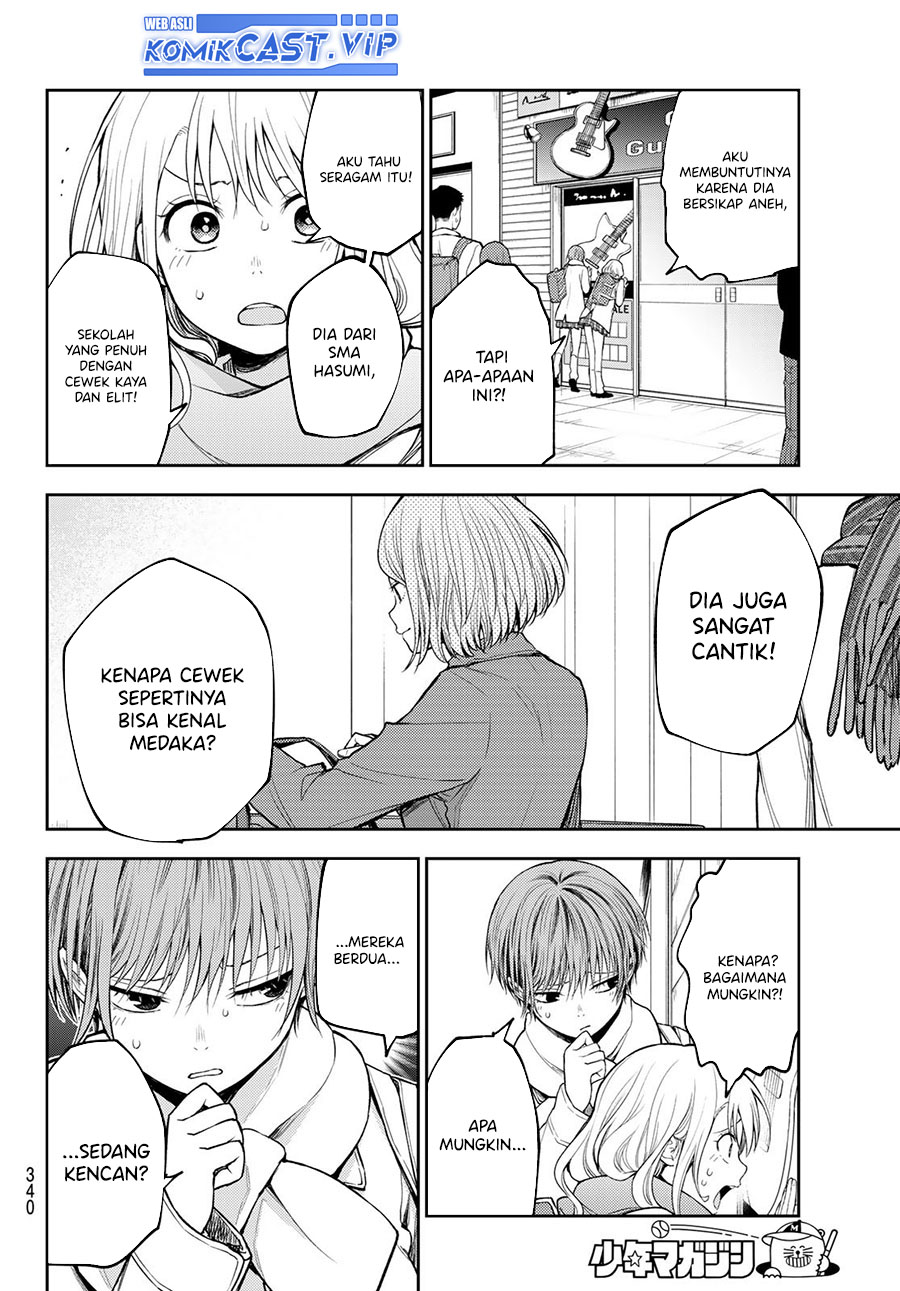 WEB ASLI
KOMIKCAST.VIP
Gu
AKU
MEMBUNTUTINYA
KARENA DIA
BERSIKAP ANEH,
TAPI
APA-APAAN
INI?!
AKU TAHU
SERAGAM ITU!
DIA DARI
SMA
HASUMI,
SEKOLAH
YANG PENUH
DENGAN
CEWEK KAYA
DAN ELIT!
DIA JUGA
SANGAT
CANTIK!
KENAPA CEWEK
SEPERTINYA
BISA KENAL
MEDAKA?
KENAPA?
BAGAIMANA
MUNGKIN?!
APA
MUNGKIN...
...MEREKA
BERDUA...
...SEDANG
KENCAN?
340
少年マガジン
M